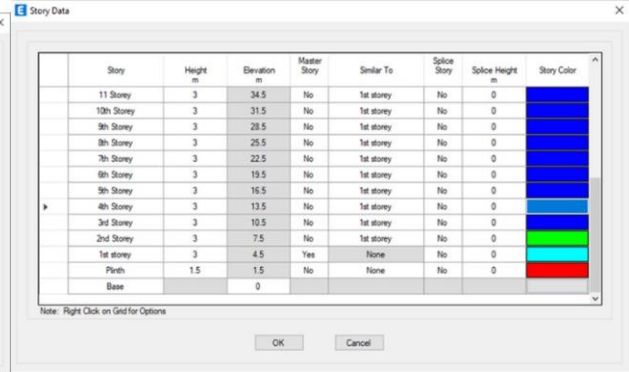 Story Data
Story Height m Elevation m Master Story Similar To Splice Story Splice Height m Story Color
11 Storey 3 34.5 No 1st storey No 0
10th Storey 3 31.5 No 1st storey No 0
9th Storey 3 28.5 No 1st storey No 0
8th Storey 3 25.5 No 1st storey No 0
7th Storey 3 22.5 No 1st storey No 0
6th Storey 3 19.5 No 1st storey No 0
5th Storey 3 16.5 No 1st storey No 0
4th Storey 3 13.5 No 1st storey No 0
3rd Storey 3 10.5 No 1st storey No 0
2nd Storey 3 7.5 No 1st storey No 0
1st storey 3 4.5 Yes None No 0
Plinth 1.5 1.5 No None No 0
Base 0
Note: Right Click on Grid for Options
OK Cancel